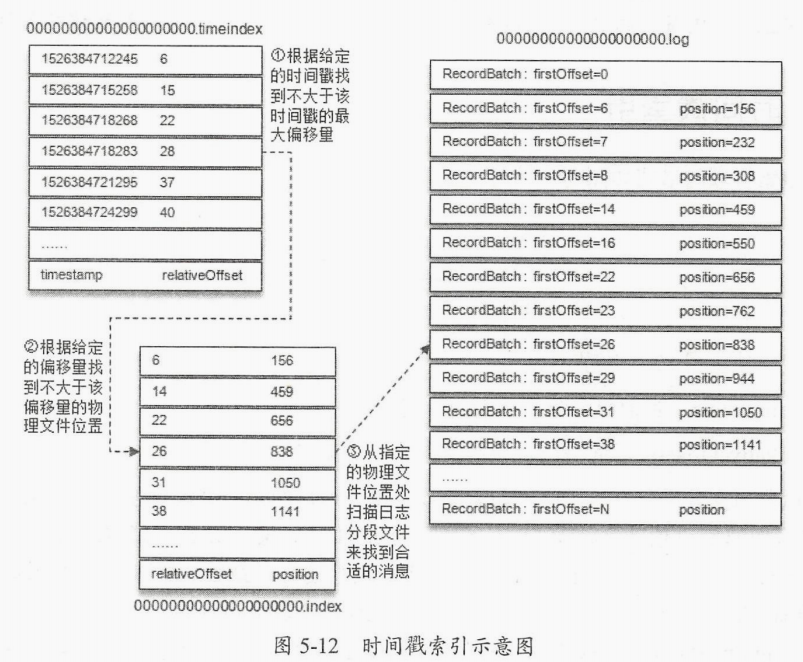 00000000000000000000.timeindex
1526384712245 6
1526384715258 15
1526384718268 22
1526384718283 28
1526384721295 37
1526384724299 40
……
timestamp relativeOffset
①根据给定
的时间戳找
到不大于该
时间戳的最
大偏移量
②根据给定
的偏移量找
到不大于该
偏移量的物
理文件位置
6 156
14 459
22 656
26 838
31 1050
38 1141
……
relativeOffset position
00000000000000000000.index
③从指定
的物理文
件位置处
扫描日志
分段文件
来找到合
适的消息
00000000000000000000.log
RecordBatch: firstOffset=0
RecordBatch: firstOffset=6 position=156
RecordBatch: firstOffset=7 position=232
RecordBatch: firstOffset=8 position=308
RecordBatch: firstOffset=14 position=459
RecordBatch: firstOffset=16 position=550
RecordBatch: firstOffset=22 position=656
RecordBatch: firstOffset=23 position=762
RecordBatch: firstOffset=26 position=838
RecordBatch: firstOffset=29 position=944
RecordBatch: firstOffset=31 position=1050
RecordBatch: firstOffset=38 position=1141
……
RecordBatch: firstOffset=N position
图 5-12 时间戳索引示意图